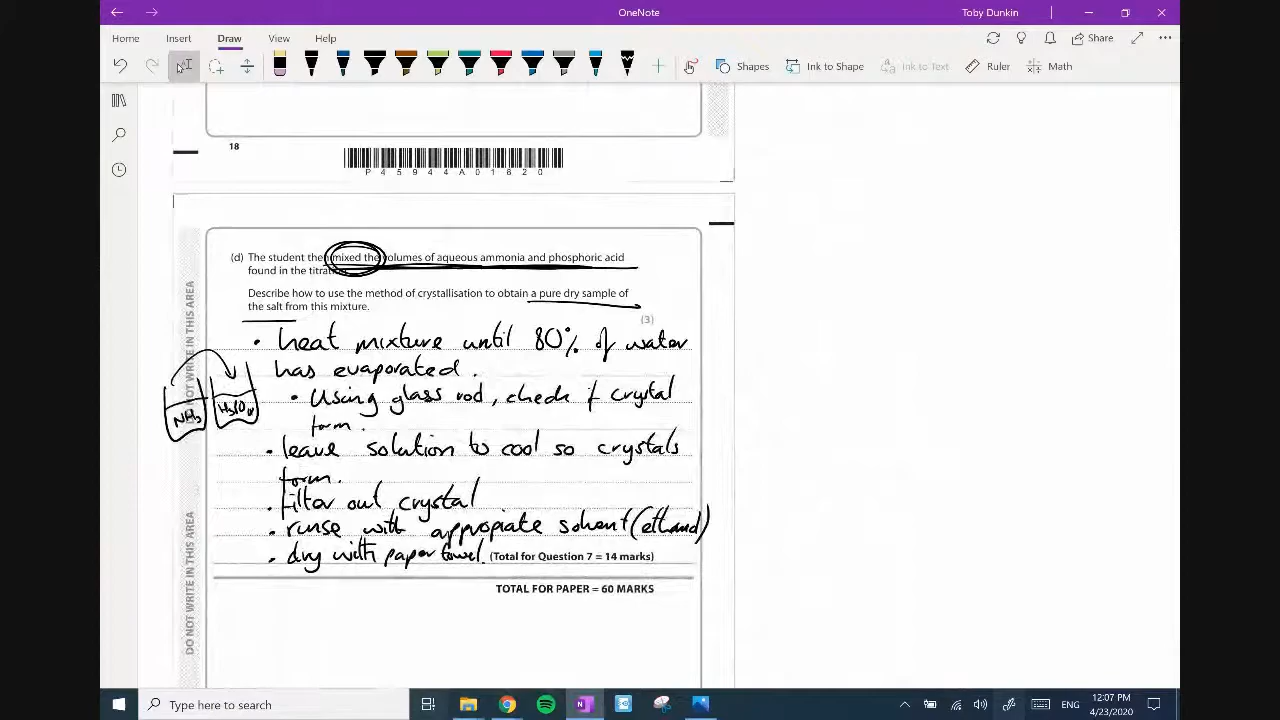 OneNote
Toby Dunkin
Home Insert Draw View Help
Share
Shapes Ink to Shape Ink to Text Ruler Math
18
P 4 5 9 4 4 A 0 1 8 2 0
DO NOT WRITE IN THIS AREA
(d) The student then mixed the volumes of aqueous ammonia and phosphoric acid
found in the titration.
Describe how to use the method of crystallisation to obtain a pure dry sample of
the salt from this mixture.
(3)
• heat mixture until 80% of water
has evaporated.
• Using glass rod, check if crystal
form.
NH3 H3PO4
• leave solution to cool so crystals
form.
• filter out crystal
• rinse with appropiate solvent (ethanol)
• dry with paper towel.
(Total for Question 7 = 14 marks)
TOTAL FOR PAPER = 60 MARKS
DO NOT WRITE IN THIS AREA
Type here to search
ENG
12:07 PM
4/23/2020